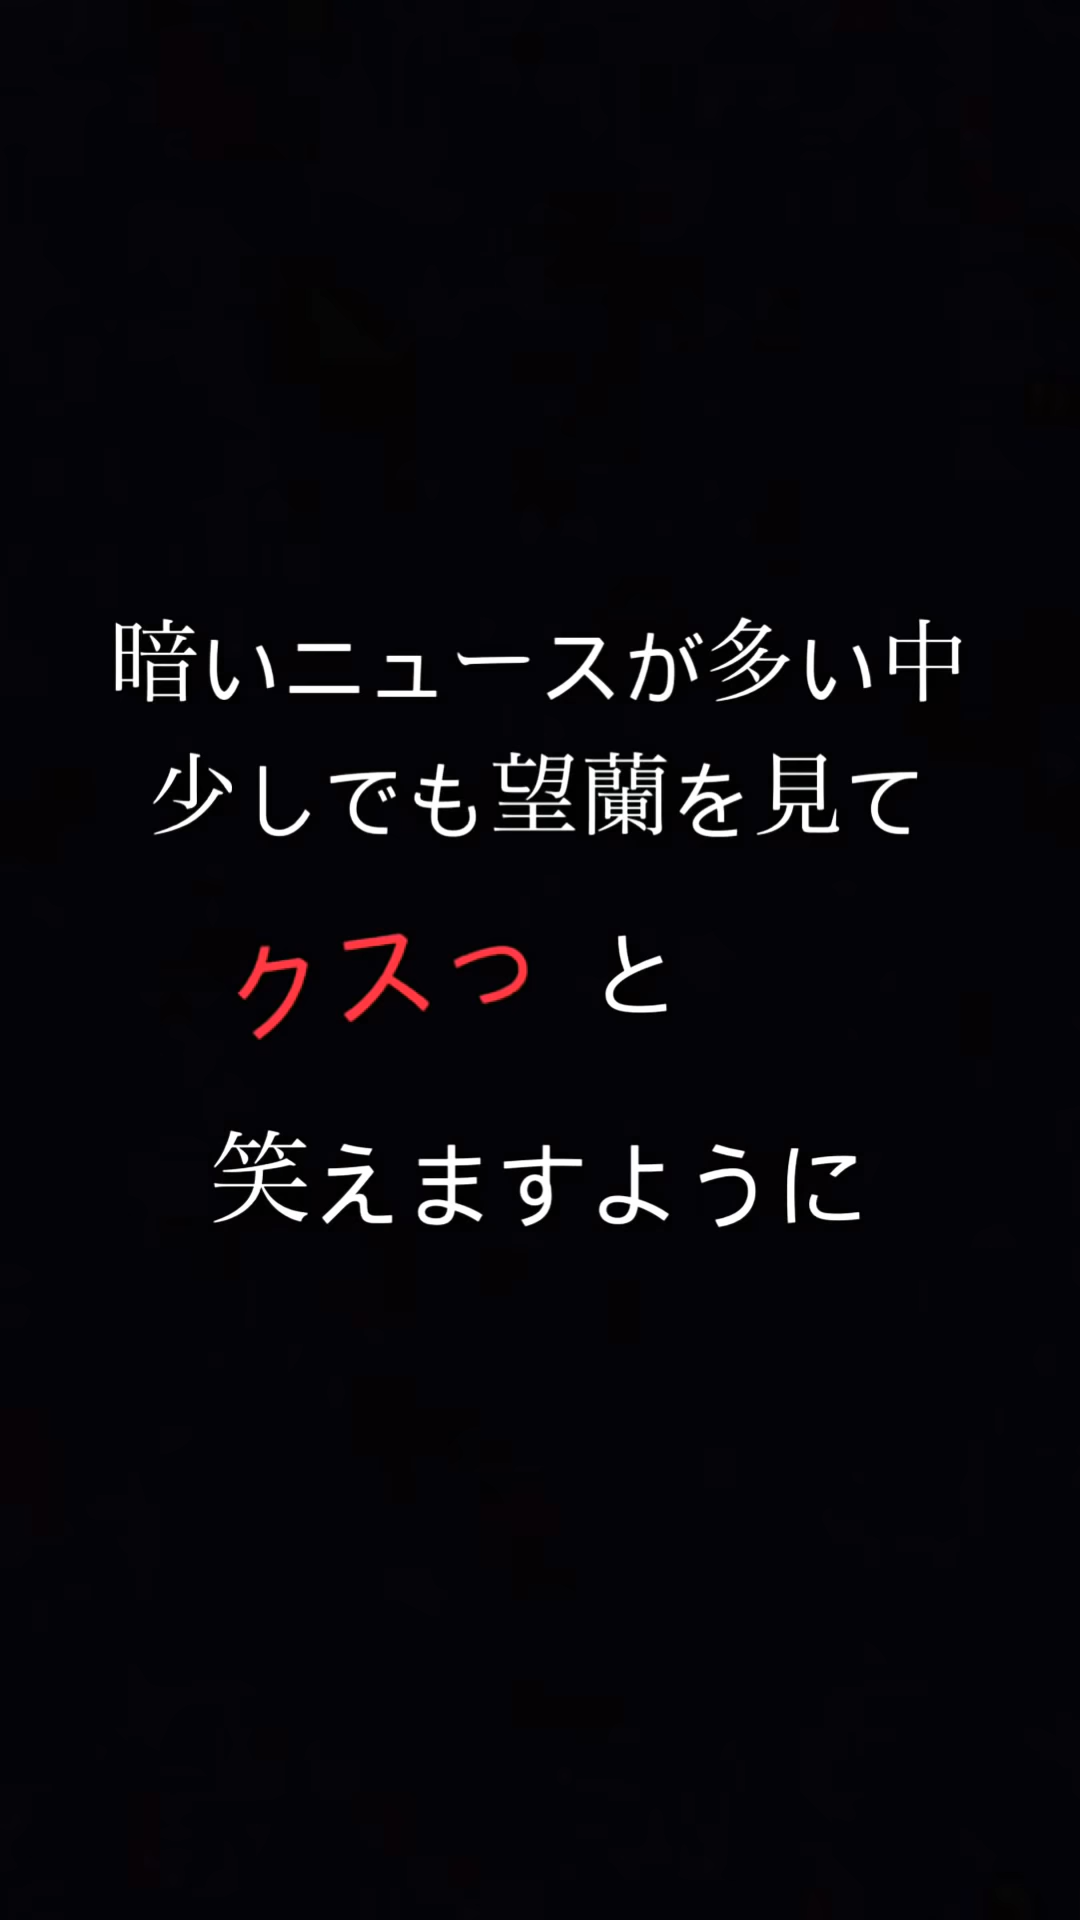 暗いニュースが多い中
少しでも望蘭を見て
クスっ と
笑えますように